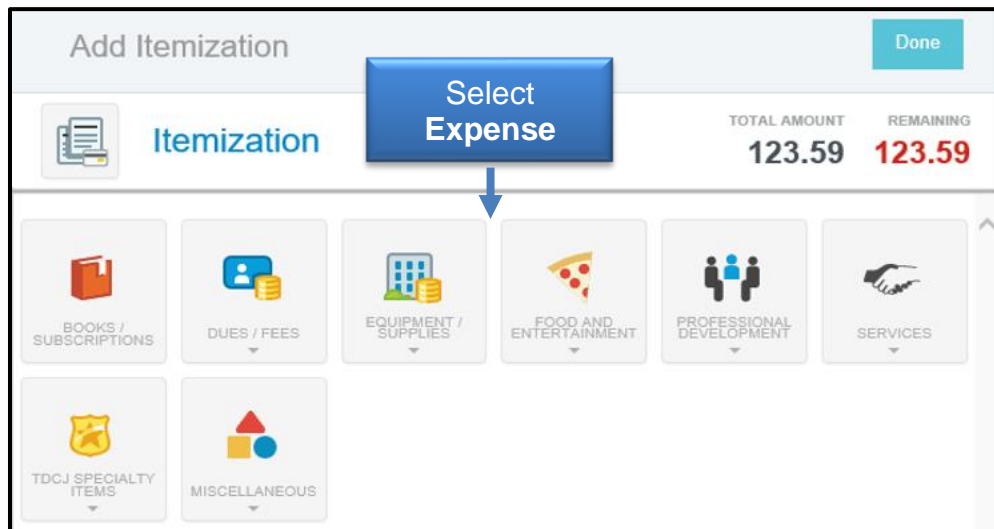 Add Itemization
Done
Select
Expense
Itemization
TOTAL AMOUNT
123.59
REMAINING
123.59
BOOKS /
SUBSCRIPTIONS
DUES / FEES
EQUIPMENT /
SUPPLIES
FOOD AND
ENTERTAINMENT
PROFESSIONAL
DEVELOPMENT
SERVICES
TDCJ SPECIALTY
ITEMS
MISCELLANEOUS